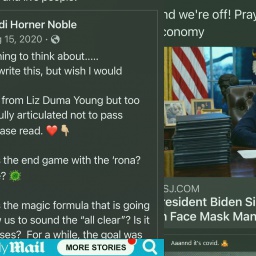 di Horner Noble
15, 2020 ·
ning to think about.....
write this, but wish I would
from Liz Duma Young but too
ully articulated not to pass
ase read. ❤️👇
the end game with the 'rona?
?
the magic formula that is going
us to sound the "all clear"? Is it
ses? For a while, the goal was
Mail
MORE STORIES
nd we're off! Pray
conomy
SJ.COM
resident Biden Si
n Face Mask Man
Aaannd it's covid.